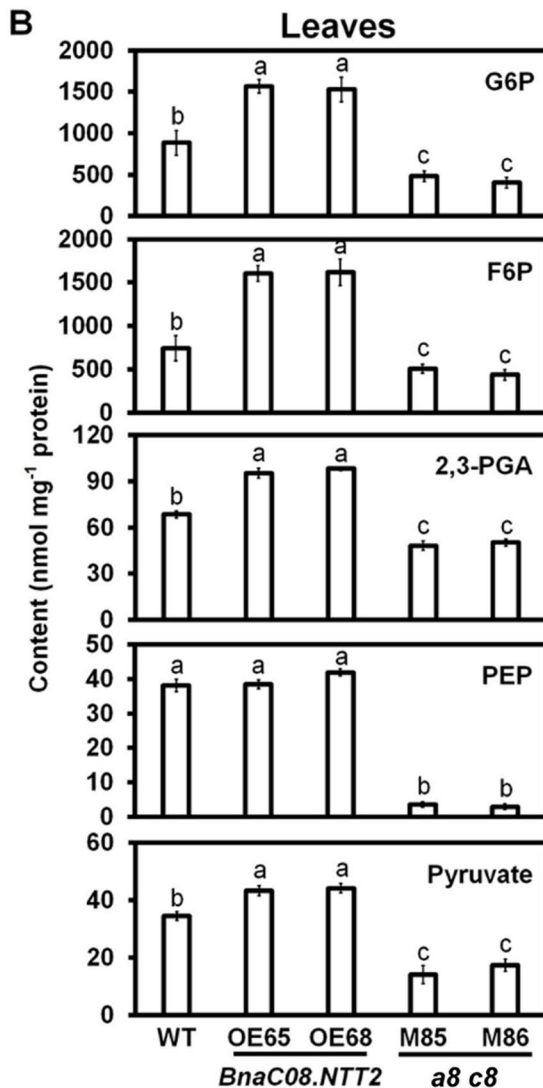 B
Leaves
Content (nmol mg⁻¹ protein)
2000
1500
1000
500
0
b
a
a
c
c
G6P
2000
1500
1000
500
0
b
a
a
c
c
F6P
120
90
60
30
0
b
a
a
c
c
2,3-PGA
50
40
30
20
10
0
a
a
a
b
b
PEP
60
40
20
0
b
a
a
c
c
Pyruvate
WT OE65 OE68 M85 M86
BnaC08.NTT2 a8 c8